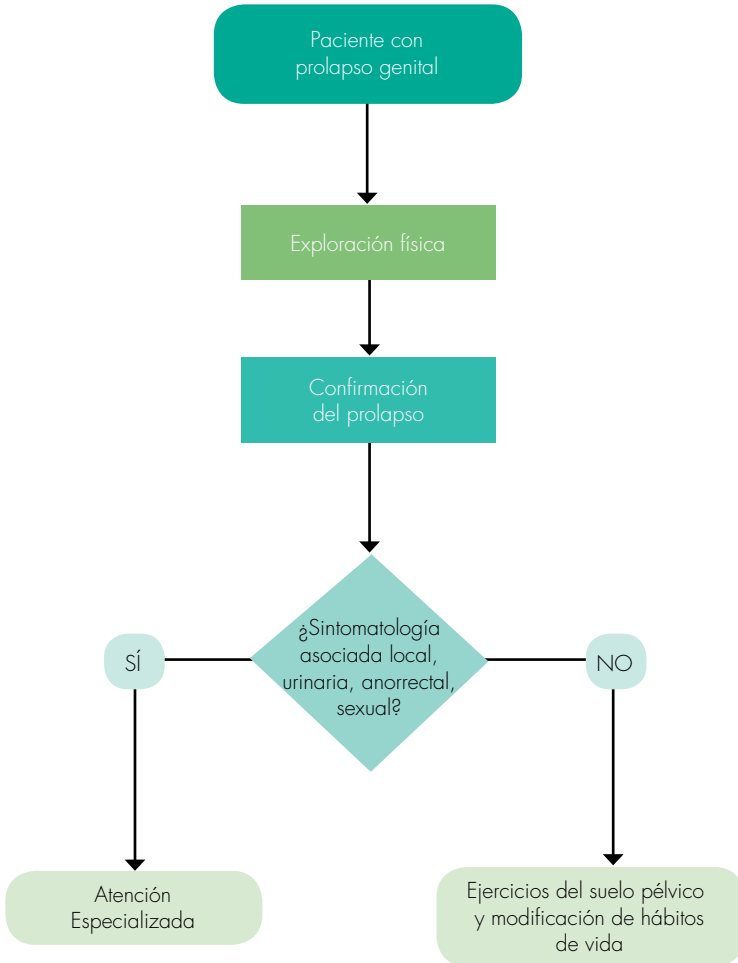 Paciente con
prolapso genital
Exploración física
Confirmación
del prolapso
¿Sintomatología
asociada local,
urinaria, anorrectal,
sexual?
SÍ
NO
Atención
Especializada
Ejercicios del suelo pélvico
y modificación de hábitos
de vida